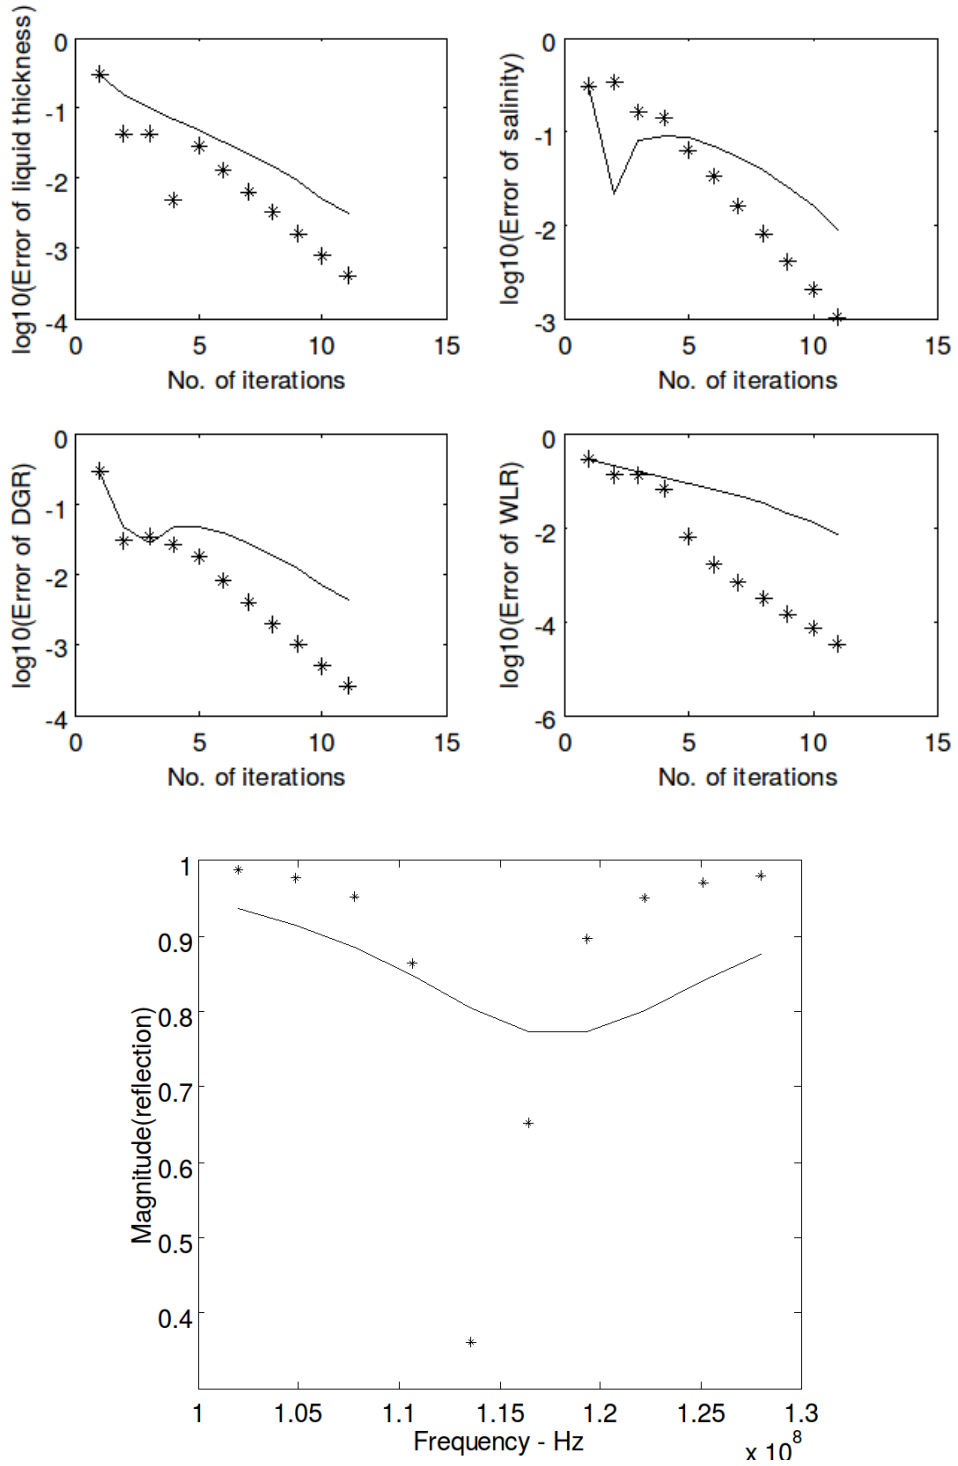 log10(Error of liquid thickness)
0
-1
-2
-3
-4
0 5 10 15
No. of iterations
log10(Error of salinity)
0
-1
-2
-3
0 5 10 15
No. of iterations
log10(Error of DGR)
0
-1
-2
-3
-4
0 5 10 15
No. of iterations
log10(Error of WLR)
0
-2
-4
-6
0 5 10 15
No. of iterations
Magnitude(reflection)
1
0.9
0.8
0.7
0.6
0.5
0.4
1 1.05 1.1 1.15 1.2 1.25 1.3
Frequency - Hz
x 10^8